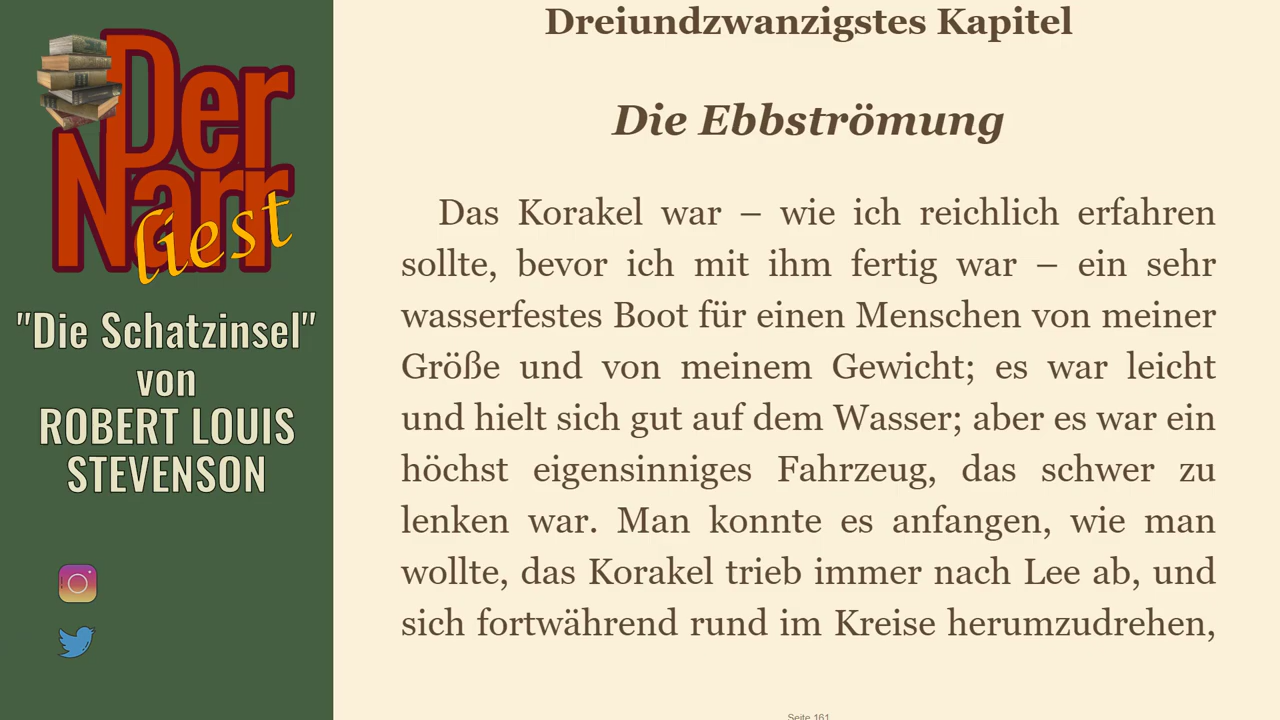 Der
Narr
liest
"Die Schatzinsel"
von
ROBERT LOUIS
STEVENSON
Dreiundzwanzigstes Kapitel
Die Ebbströmung
Das Korakel war – wie ich reichlich erfahren
sollte, bevor ich mit ihm fertig war – ein sehr
wasserfestes Boot für einen Menschen von meiner
Größe und von meinem Gewicht; es war leicht
und hielt sich gut auf dem Wasser; aber es war ein
höchst eigensinniges Fahrzeug, das schwer zu
lenken war. Man konnte es anfangen, wie man
wollte, das Korakel trieb immer nach Lee ab, und
sich fortwährend rund im Kreise herumzudrehen,
Seite 161